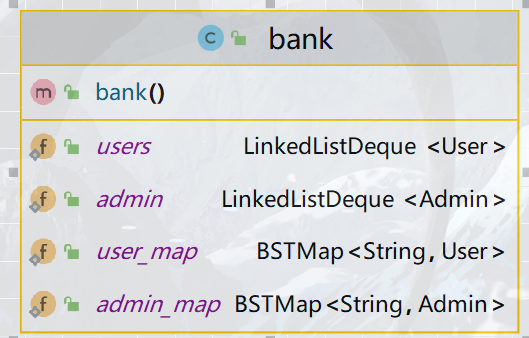 C bank
m bank()
f users LinkedListDeque <User>
f admin LinkedListDeque <Admin>
f user_map BSTMap<String, User>
f admin_map BSTMap<String, Admin>